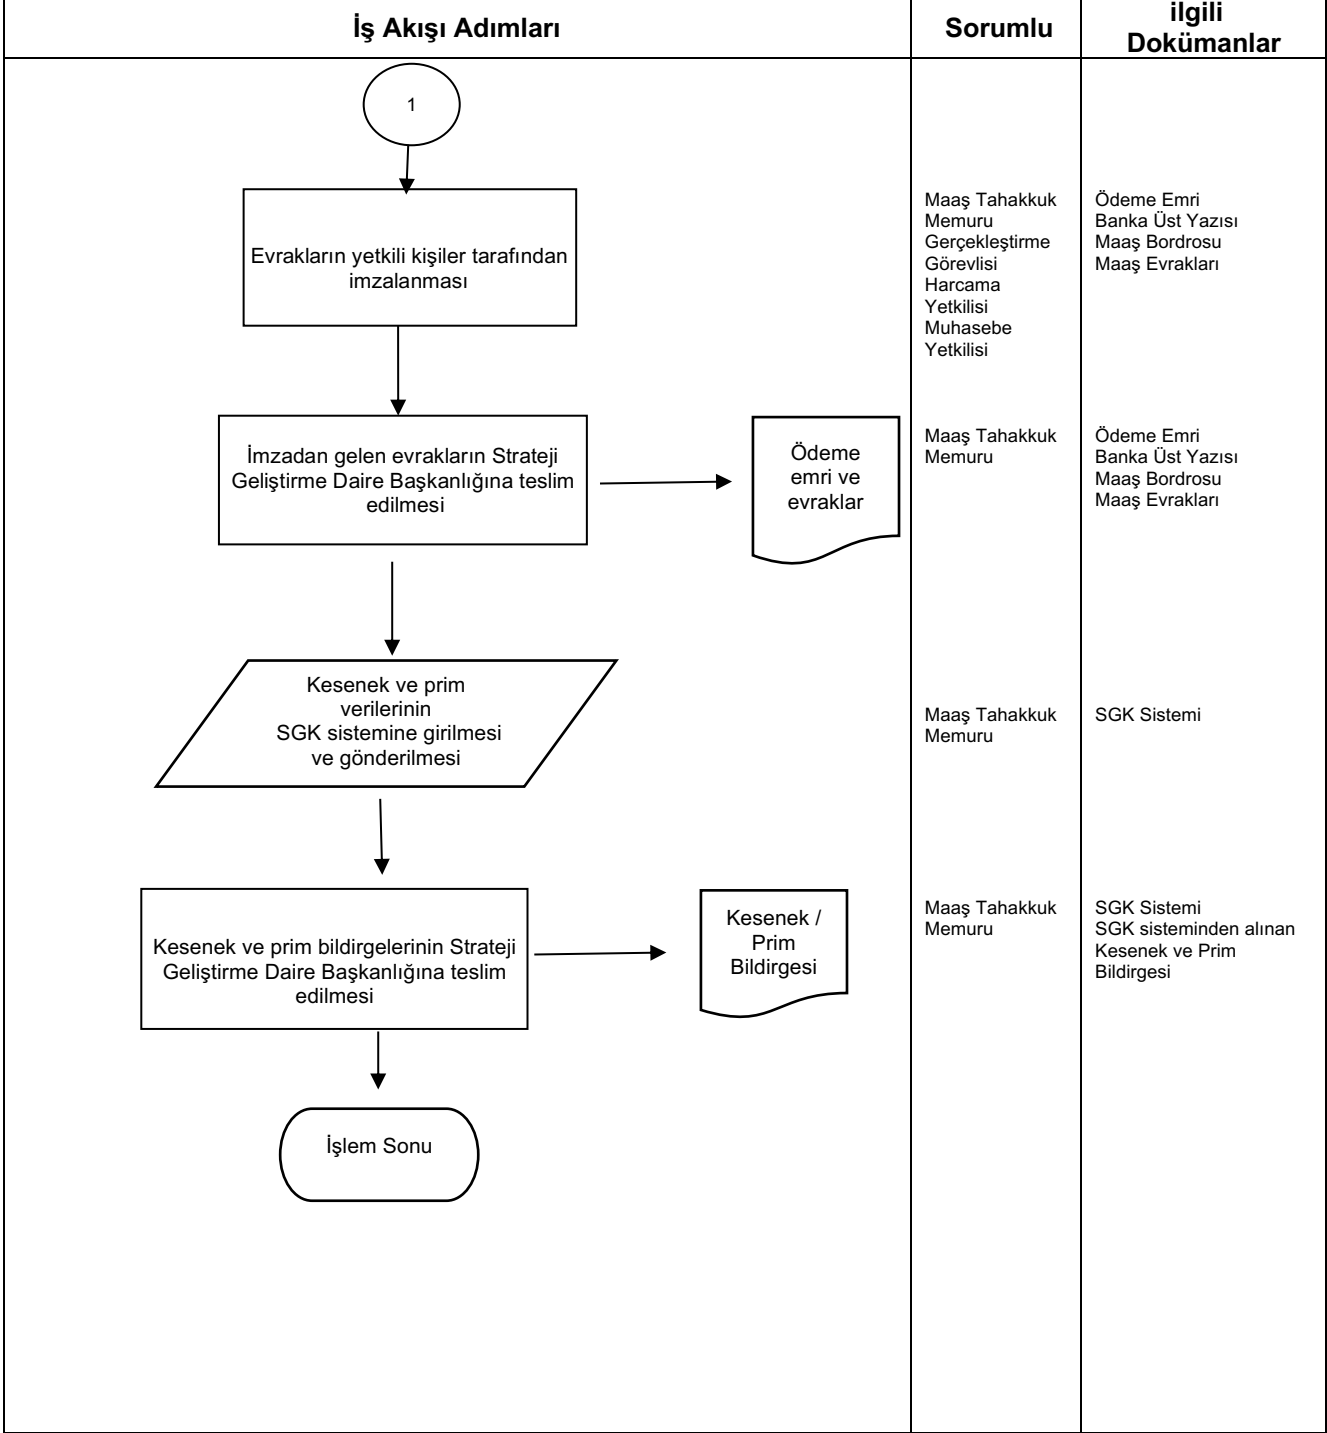 İş Akışı Adımları
Sorumlu
ilgili
Dokümanlar
1
Evrakların yetkili kişiler tarafından
imzalanması
Maaş Tahakkuk
Memuru
Gerçekleştirme
Görevlisi
Harcama
Yetkilisi
Muhasebe
Yetkilisi
Ödeme Emri
Banka Üst Yazısı
Maaş Bordrosu
Maaş Evrakları
İmzadan gelen evrakların Strateji
Geliştirme Daire Başkanlığına teslim
edilmesi
Ödeme
emri ve
evraklar
Maaş Tahakkuk
Memuru
Ödeme Emri
Banka Üst Yazısı
Maaş Bordrosu
Maaş Evrakları
Kesenek ve prim
verilerinin
SGK sistemine girilmesi
ve gönderilmesi
Maaş Tahakkuk
Memuru
SGK Sistemi
Kesenek ve prim bildirgelerinin Strateji
Geliştirme Daire Başkanlığına teslim
edilmesi
Kesenek /
Prim
Bildirgesi
Maaş Tahakkuk
Memuru
SGK Sistemi
SGK sisteminden alınan
Kesenek ve Prim
Bildirgesi
İşlem Sonu